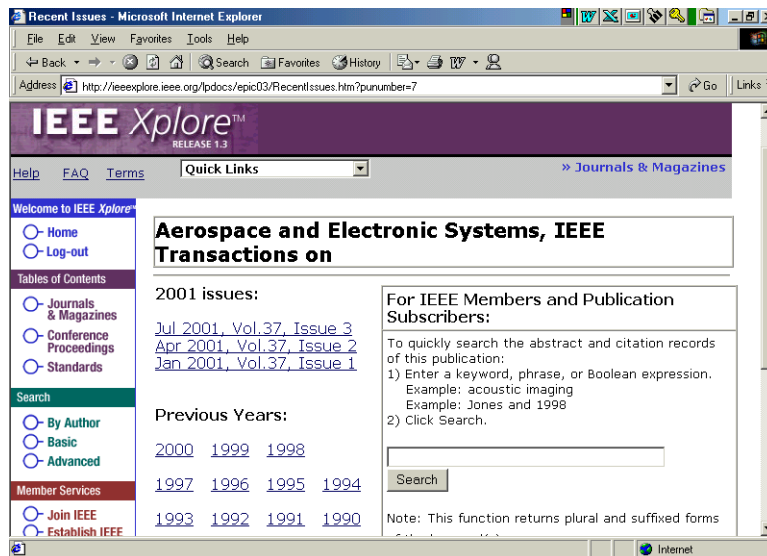 Recent Issues - Microsoft Internet Explorer
File Edit View Favorites Tools Help
Back Search Favorites History
Address http://ieeexplore.ieee.org/lpdocs/epic03/RecentIssues.htm?punumber=7 Go Links
IEEE Xplore™
RELEASE 1.3
Help FAQ Terms Quick Links » Journals & Magazines
Welcome to IEEE Xplore™
Home
Log-out
Tables of Contents
Journals
& Magazines
Conference
Proceedings
Standards
Search
By Author
Basic
Advanced
Member Services
Join IEEE
Establish IEEE
Aerospace and Electronic Systems, IEEE
Transactions on
2001 issues:
Jul 2001, Vol.37, Issue 3
Apr 2001, Vol.37, Issue 2
Jan 2001, Vol.37, Issue 1
Previous Years:
2000 1999 1998
1997 1996 1995 1994
1993 1992 1991 1990
For IEEE Members and Publication
Subscribers:
To quickly search the abstract and citation records
of this publication:
1) Enter a keyword, phrase, or Boolean expression.
Example: acoustic imaging
Example: Jones and 1998
2) Click Search.
Search
Note: This function returns plural and suffixed forms
Internet